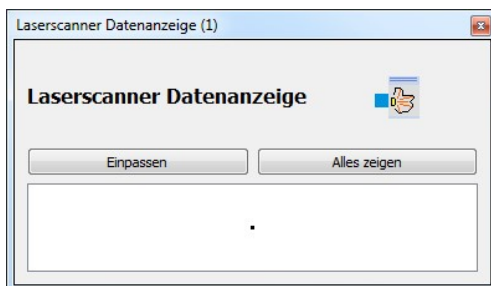 Laserscanner Datenanzeige (1)
Laserscanner Datenanzeige
Einpassen
Alles zeigen